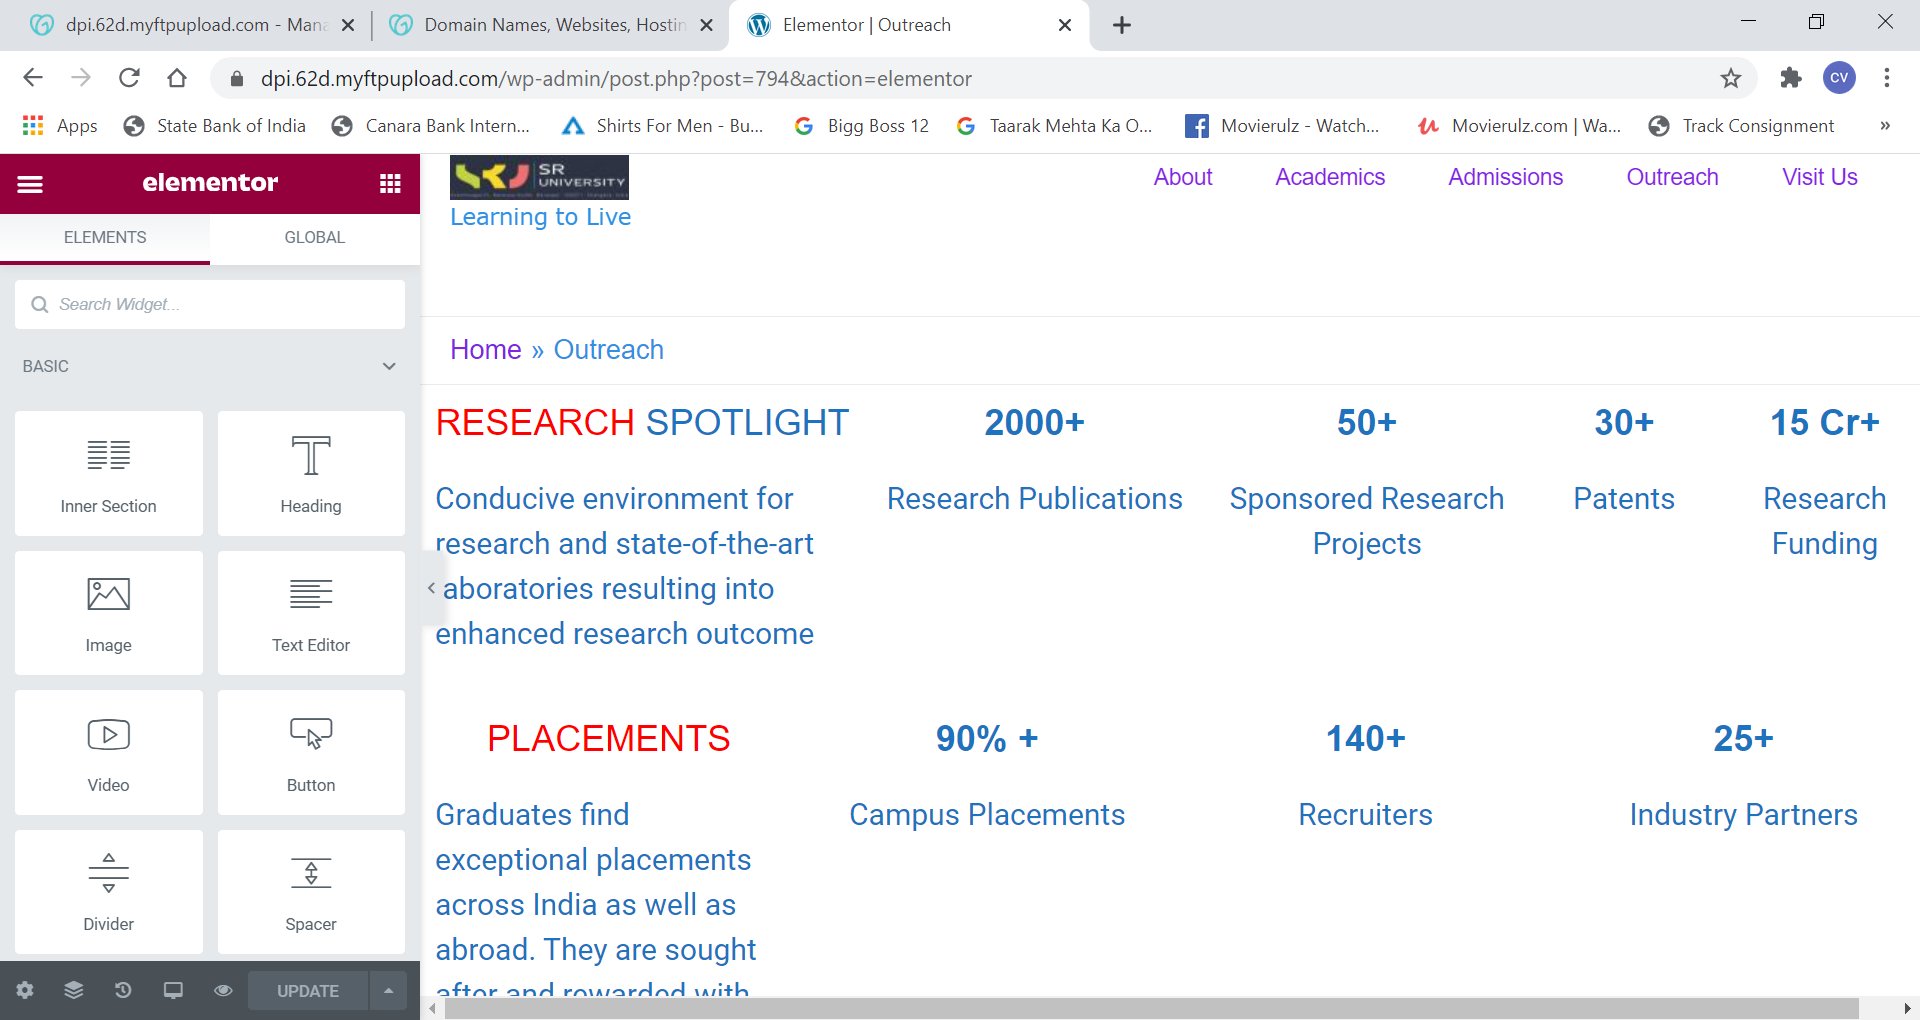 dpi.62d.myftpupload.com - Mana
Domain Names, Websites, Hostin
Elementor | Outreach
dpi.62d.myftpupload.com/wp-admin/post.php?post=794&action=elementor
CV
Apps
State Bank of India
Canara Bank Intern...
Shirts For Men - Bu...
Bigg Boss 12
Taarak Mehta Ka O...
Movierulz - Watch...
Movierulz.com | Wa...
Track Consignment
»
elementor
ELEMENTS
GLOBAL
Search Widget...
BASIC
Inner Section
Heading
Image
Text Editor
Video
Button
Divider
Spacer
UPDATE
SR
UNIVERSITY
Learning to Live
About
Academics
Admissions
Outreach
Visit Us
Home » Outreach
RESEARCH SPOTLIGHT
Conducive environment for
research and state-of-the-art
laboratories resulting into
enhanced research outcome
2000+
Research Publications
50+
Sponsored Research
Projects
30+
Patents
15 Cr+
Research
Funding
PLACEMENTS
Graduates find
exceptional placements
across India as well as
abroad. They are sought
after and rewarded with
90% +
Campus Placements
140+
Recruiters
25+
Industry Partners